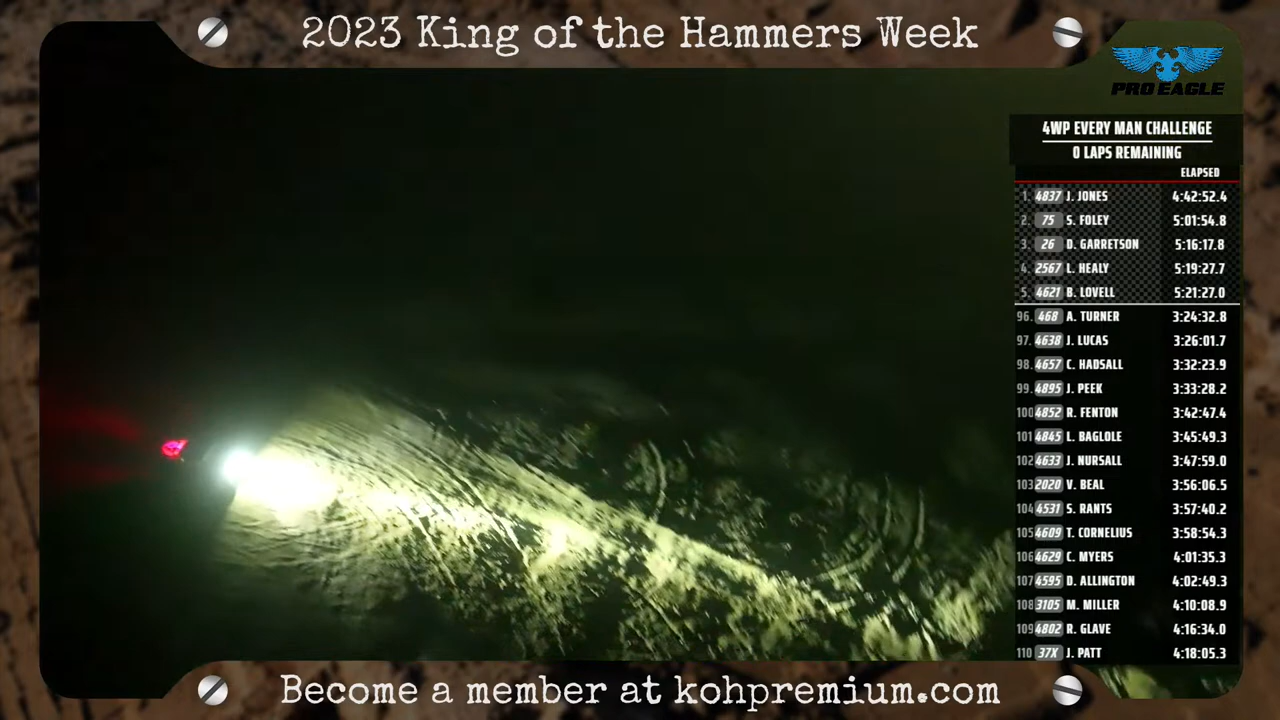 2023 King of the Hammers Week
PRO EAGLE
4WP EVERY MAN CHALLENGE
0 LAPS REMAINING
ELAPSED
1. 4837 J. JONES 4:42:52.4
2. 75 S. FOLEY 5:01:54.8
3. 26 D. GARRETSON 5:16:17.8
4. 2567 L. HEALY 5:19:27.7
5. 4621 B. LOVELL 5:21:27.0
96. 468 A. TURNER 3:24:32.8
97. 4638 J. LUCAS 3:26:01.7
98. 4657 C. HADSALL 3:32:23.9
99. 4895 J. PEEK 3:33:28.2
100 4852 R. FENTON 3:42:47.4
101 4845 L. BAGLOLE 3:45:49.3
102 4633 J. NURSALL 3:47:59.0
103 2020 V. BEAL 3:56:06.5
104 4531 S. RANTS 3:57:40.2
105 4609 T. CORNELIUS 3:58:54.3
106 4629 C. MYERS 4:01:35.3
107 4595 D. ALLINGTON 4:02:49.3
108 3105 M. MILLER 4:10:08.9
109 4802 R. GLAVE 4:16:34.0
110 37X J. PATT 4:18:05.3
Become a member at kohpremium.com